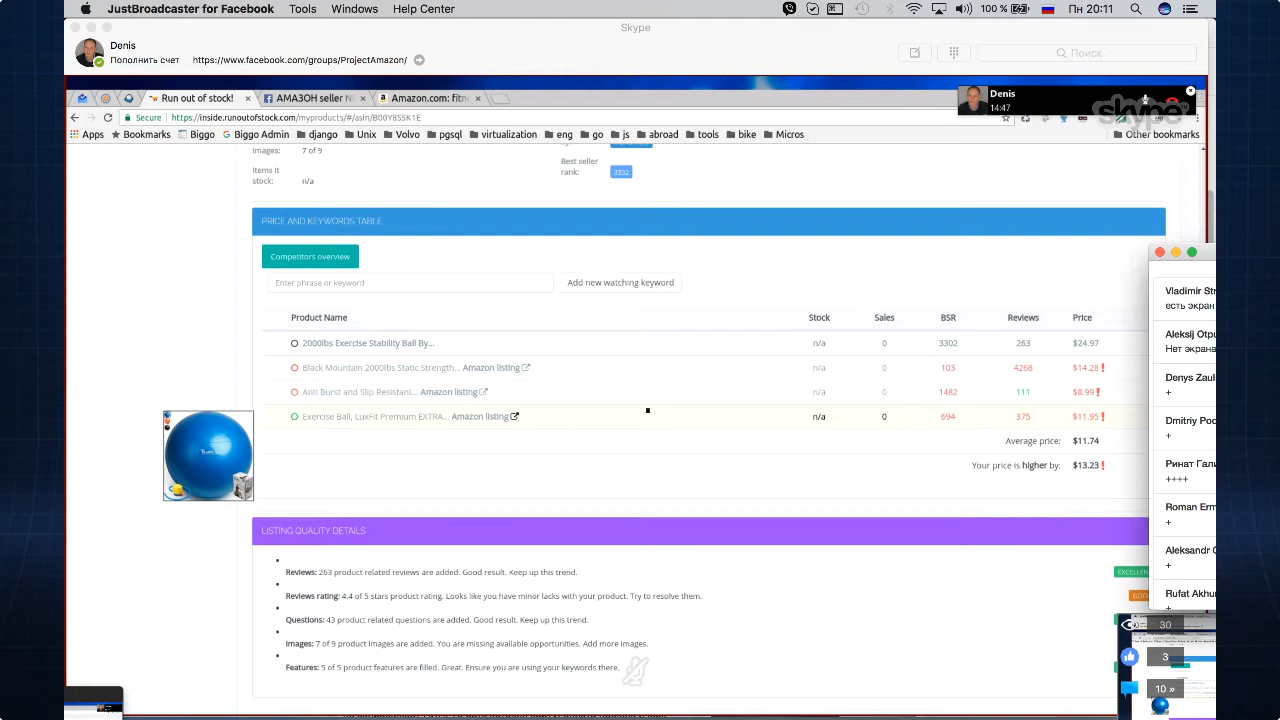 JustBroadcaster for Facebook Tools Windows Help Center 100 % Пн 20:11
Skype
Denis
Пополнить счет https://www.facebook.com/groups/ProjectAmazon/
Поиск
Run out of stock! АМАЗОН seller N Amazon.com: fitn
Denis
14:47
skype
Secure https://inside.runoutofstock.com/myproducts/#/asin/B00Y8SSK1E
Apps Bookmarks Biggo Biggo Admin django Unix Volvo pgsql virtualization eng go js abroad tools bike Micros Other bookmarks
Images: 7 of 9
Best seller rank: 3302
Items it stock: n/a
PRICE AND KEYWORDS TABLE
Competitors overview
Enter phrase or keyword Add new watching keyword
Product Name Stock Sales BSR Reviews Price
2000lbs Exercise Stability Ball By... n/a 0 3302 263 $24.97
Black Mountain 2000lbs Static Strength... Amazon listing n/a 0 103 4268 $14.28
Anti Burst and Slip Resistant... Amazon listing n/a 0 1482 111 $8.99
Exercise Ball, LuxFit Premium EXTRA... Amazon listing n/a 0 694 375 $11.95
Average price: $11.74
Your price is higher by: $13.23
LISTING QUALITY DETAILS
Reviews: 263 product related reviews are added. Good result. Keep up this trend. EXCELLEN
Reviews rating: 4.4 of 5 stars product rating. Looks like you have minor lacks with your product. Try to resolve them. GOO
Questions: 43 product related questions are added. Good result. Keep up this trend.
Images: 7 of 9 product images are added. You are missing available opportunities. Add more images.
Features: 5 of 5 product features are filled. Great. Ensure you are using your keywords there.
Vladimir Str
есть экран
Aleksij Отри
Нет экрана
Denys Zaul
+
Dmitriy Poc
+
Ринат Гали
++++
Roman Erm
+
Aleksandr
+
Rufat Akhur
+
30
3
10 »